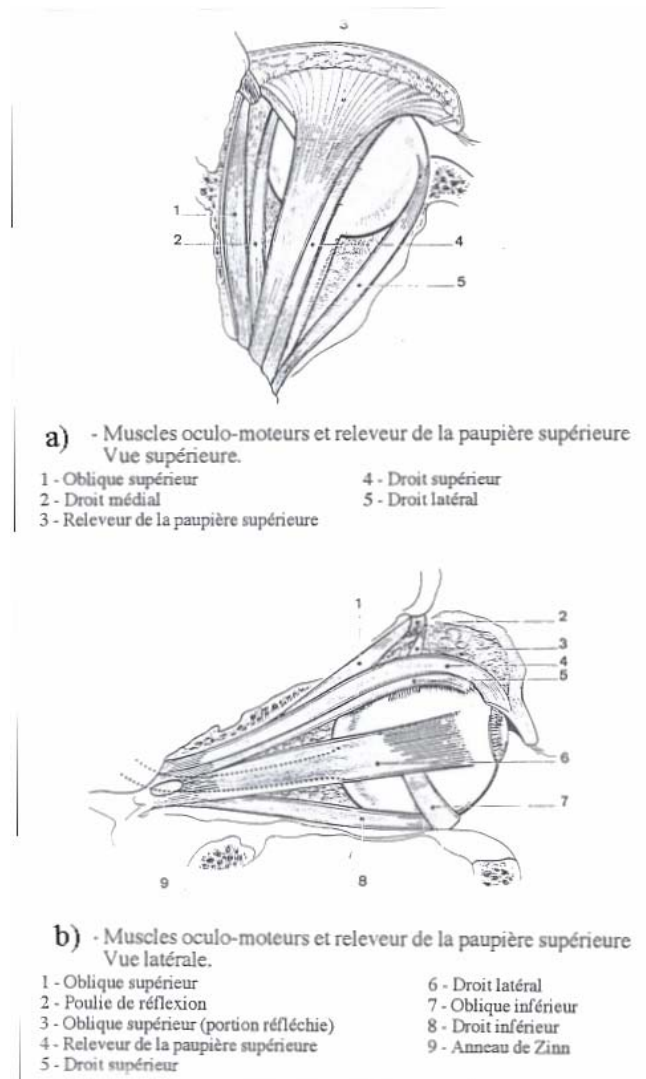 3
1
2
4
5
a) - Muscles oculo-moteurs et releveur de la paupière supérieure
Vue supérieure.
1 - Oblique supérieur
2 - Droit médial
3 - Releveur de la paupière supérieure
4 - Droit supérieur
5 - Droit latéral
1
2
3
4
5
6
7
9
8
b) - Muscles oculo-moteurs et releveur de la paupière supérieure
Vue latérale.
1 - Oblique supérieur
2 - Poulie de réflexion
3 - Oblique supérieur (portion réfléchie)
4 - Releveur de la paupière supérieure
5 - Droit supérieur
6 - Droit latéral
7 - Oblique inférieur
8 - Droit inférieur
9 - Anneau de Zinn